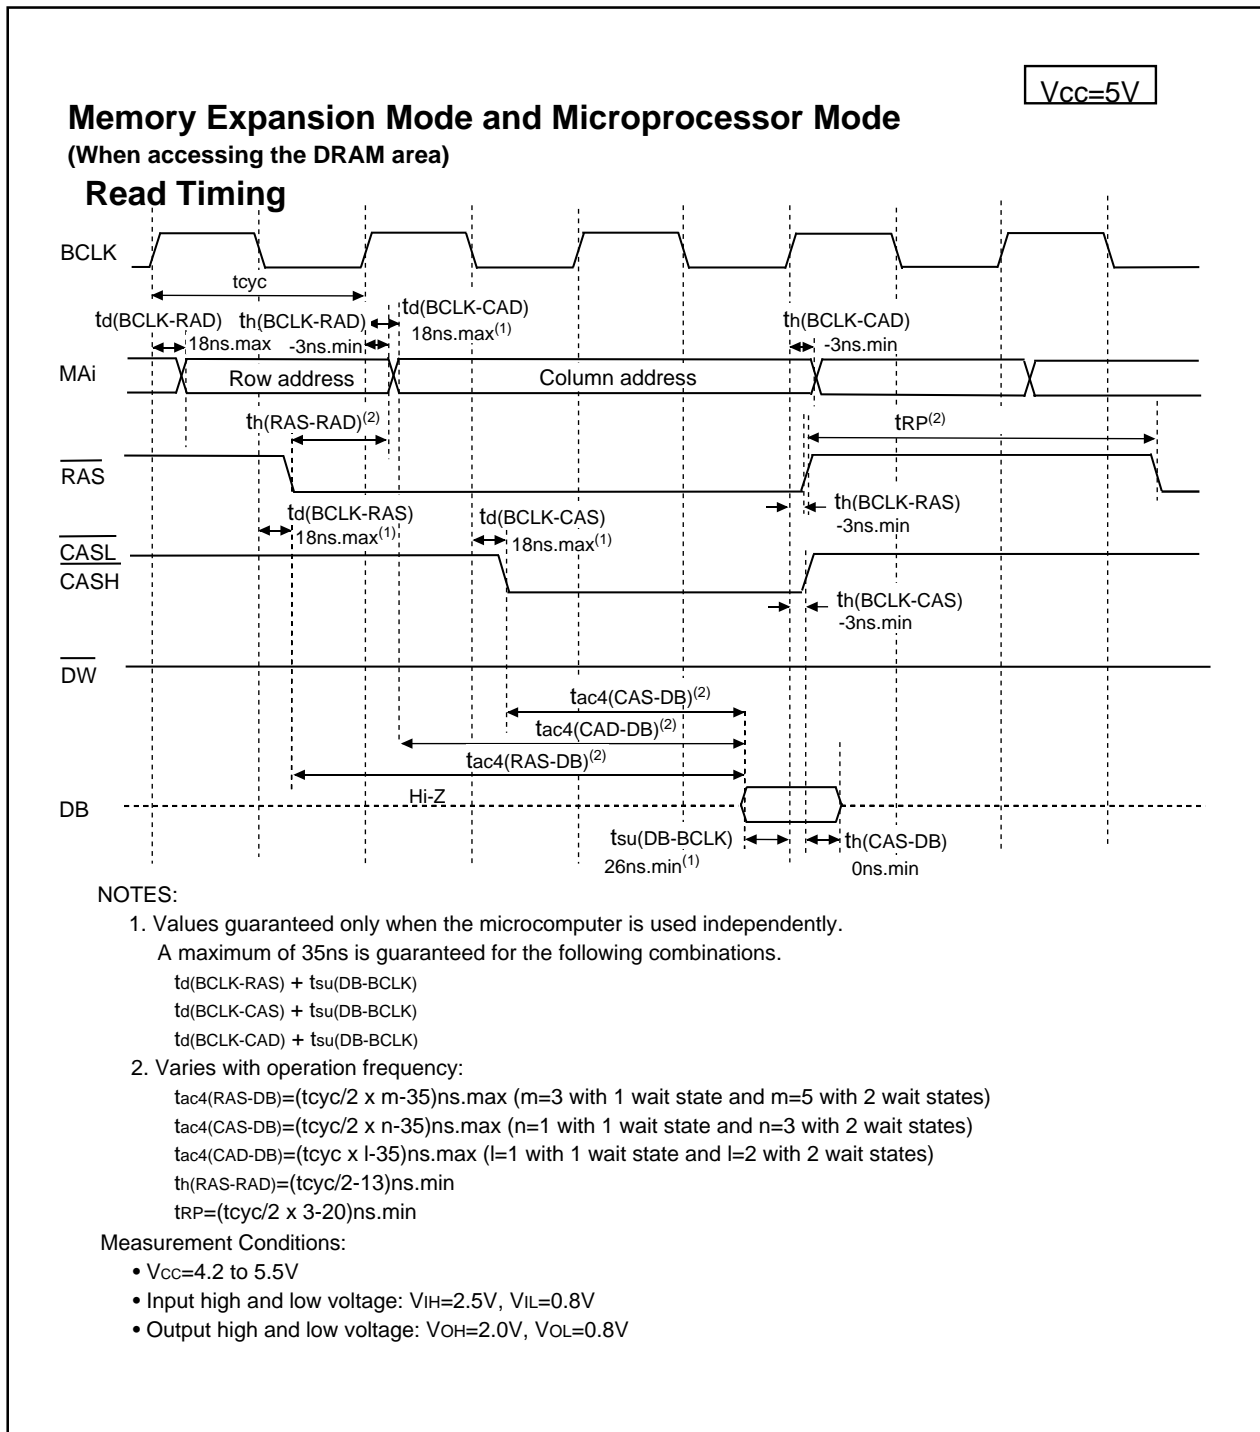 Vcc=5V
Memory Expansion Mode and Microprocessor Mode
(When accessing the DRAM area)
Read Timing
BCLK
tcyc
td(BCLK-RAD)
18ns.max
th(BCLK-RAD)
-3ns.min
td(BCLK-CAD)
18ns.max(1)
th(BCLK-CAD)
-3ns.min
MAi
Row address
Column address
th(RAS-RAD)(2)
tRP(2)
RAS
td(BCLK-RAS)
18ns.max(1)
td(BCLK-CAS)
18ns.max(1)
th(BCLK-RAS)
-3ns.min
CASL
CASH
th(BCLK-CAS)
-3ns.min
DW
tac4(CAS-DB)(2)
tac4(CAD-DB)(2)
tac4(RAS-DB)(2)
Hi-Z
DB
tsu(DB-BCLK)
26ns.min(1)
th(CAS-DB)
0ns.min
NOTES:
1. Values guaranteed only when the microcomputer is used independently.
A maximum of 35ns is guaranteed for the following combinations.
td(BCLK-RAS) + tsu(DB-BCLK)
td(BCLK-CAS) + tsu(DB-BCLK)
td(BCLK-CAD) + tsu(DB-BCLK)
2. Varies with operation frequency:
tac4(RAS-DB)=(tcyc/2 x m-35)ns.max (m=3 with 1 wait state and m=5 with 2 wait states)
tac4(CAS-DB)=(tcyc/2 x n-35)ns.max (n=1 with 1 wait state and n=3 with 2 wait states)
tac4(CAD-DB)=(tcyc x l-35)ns.max (l=1 with 1 wait state and l=2 with 2 wait states)
th(RAS-RAD)=(tcyc/2-13)ns.min
tRP=(tcyc/2 x 3-20)ns.min
Measurement Conditions:
• VCC=4.2 to 5.5V
• Input high and low voltage: VIH=2.5V, VIL=0.8V
• Output high and low voltage: VOH=2.0V, VOL=0.8V